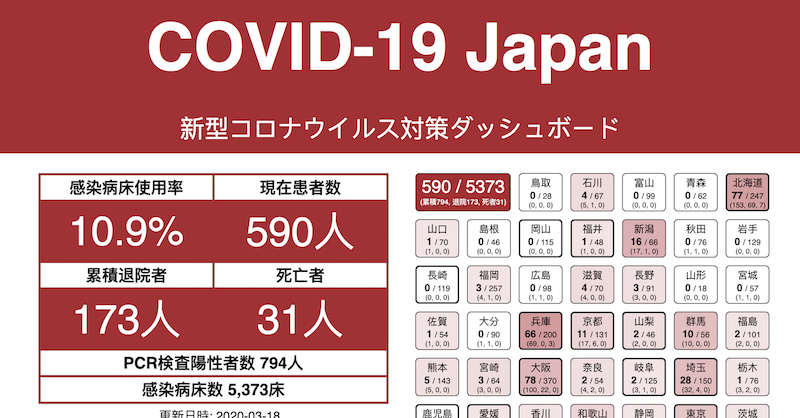 COVID-19 Japan
新型コロナウイルス対策ダッシュボード
感染病床使用率 現在患者数
10.9% 590人
累積退院者 死亡者
173人 31人
PCR検査陽性者数 794人
感染病床数 5,373床
更新日時: 2020-03-18
590 / 5373
(累積794, 退院173, 死者31)
鳥取 石川 富山 青森 北海道
0 / 28 4 / 67 0 / 99 0 / 62 77 / 247
(0, 0, 0) (5, 1, 0) (0, 0, 0) (0, 0, 0) (153, 69, 7)
山口 島根 岡山 福井 新潟 秋田 岩手
1 / 70 0 / 46 0 / 115 1 / 48 16 / 66 0 / 76 0 / 129
(1, 0, 0) (0, 0, 0) (0, 0, 0) (1, 0, 0) (17, 1, 0) (1, 1, 0) (0, 0, 0)
長崎 福岡 広島 滋賀 長野 山形 宮城
0 / 119 3 / 257 0 / 98 4 / 70 3 / 91 0 / 18 0 / 57
(0, 0, 0) (4, 1, 0) (1, 1, 0) (4, 0, 0) (3, 0, 0) (0, 0, 0) (1, 1, 0)
佐賀 大分 兵庫 京都 山梨 群馬 福島
1 / 54 0 / 90 66 / 200 11 / 131 2 / 46 10 / 56 2 / 101
(1, 0, 0) (1, 1, 0) (69, 0, 3) (17, 6, 0) (2, 0, 0) (10, 0, 0) (2, 0, 0)
熊本 宮崎 大阪 奈良 岐阜 埼玉 栃木
5 / 143 3 / 64 78 / 370 2 / 54 2 / 125 28 / 150 1 / 76
(5, 0, 0) (3, 0, 0) (100, 22, 0) (4, 2, 0) (3, 1, 0) (32, 4, 0) (3, 2, 0)
鹿児島 愛媛 香川 和歌山 静岡 東京 茨城